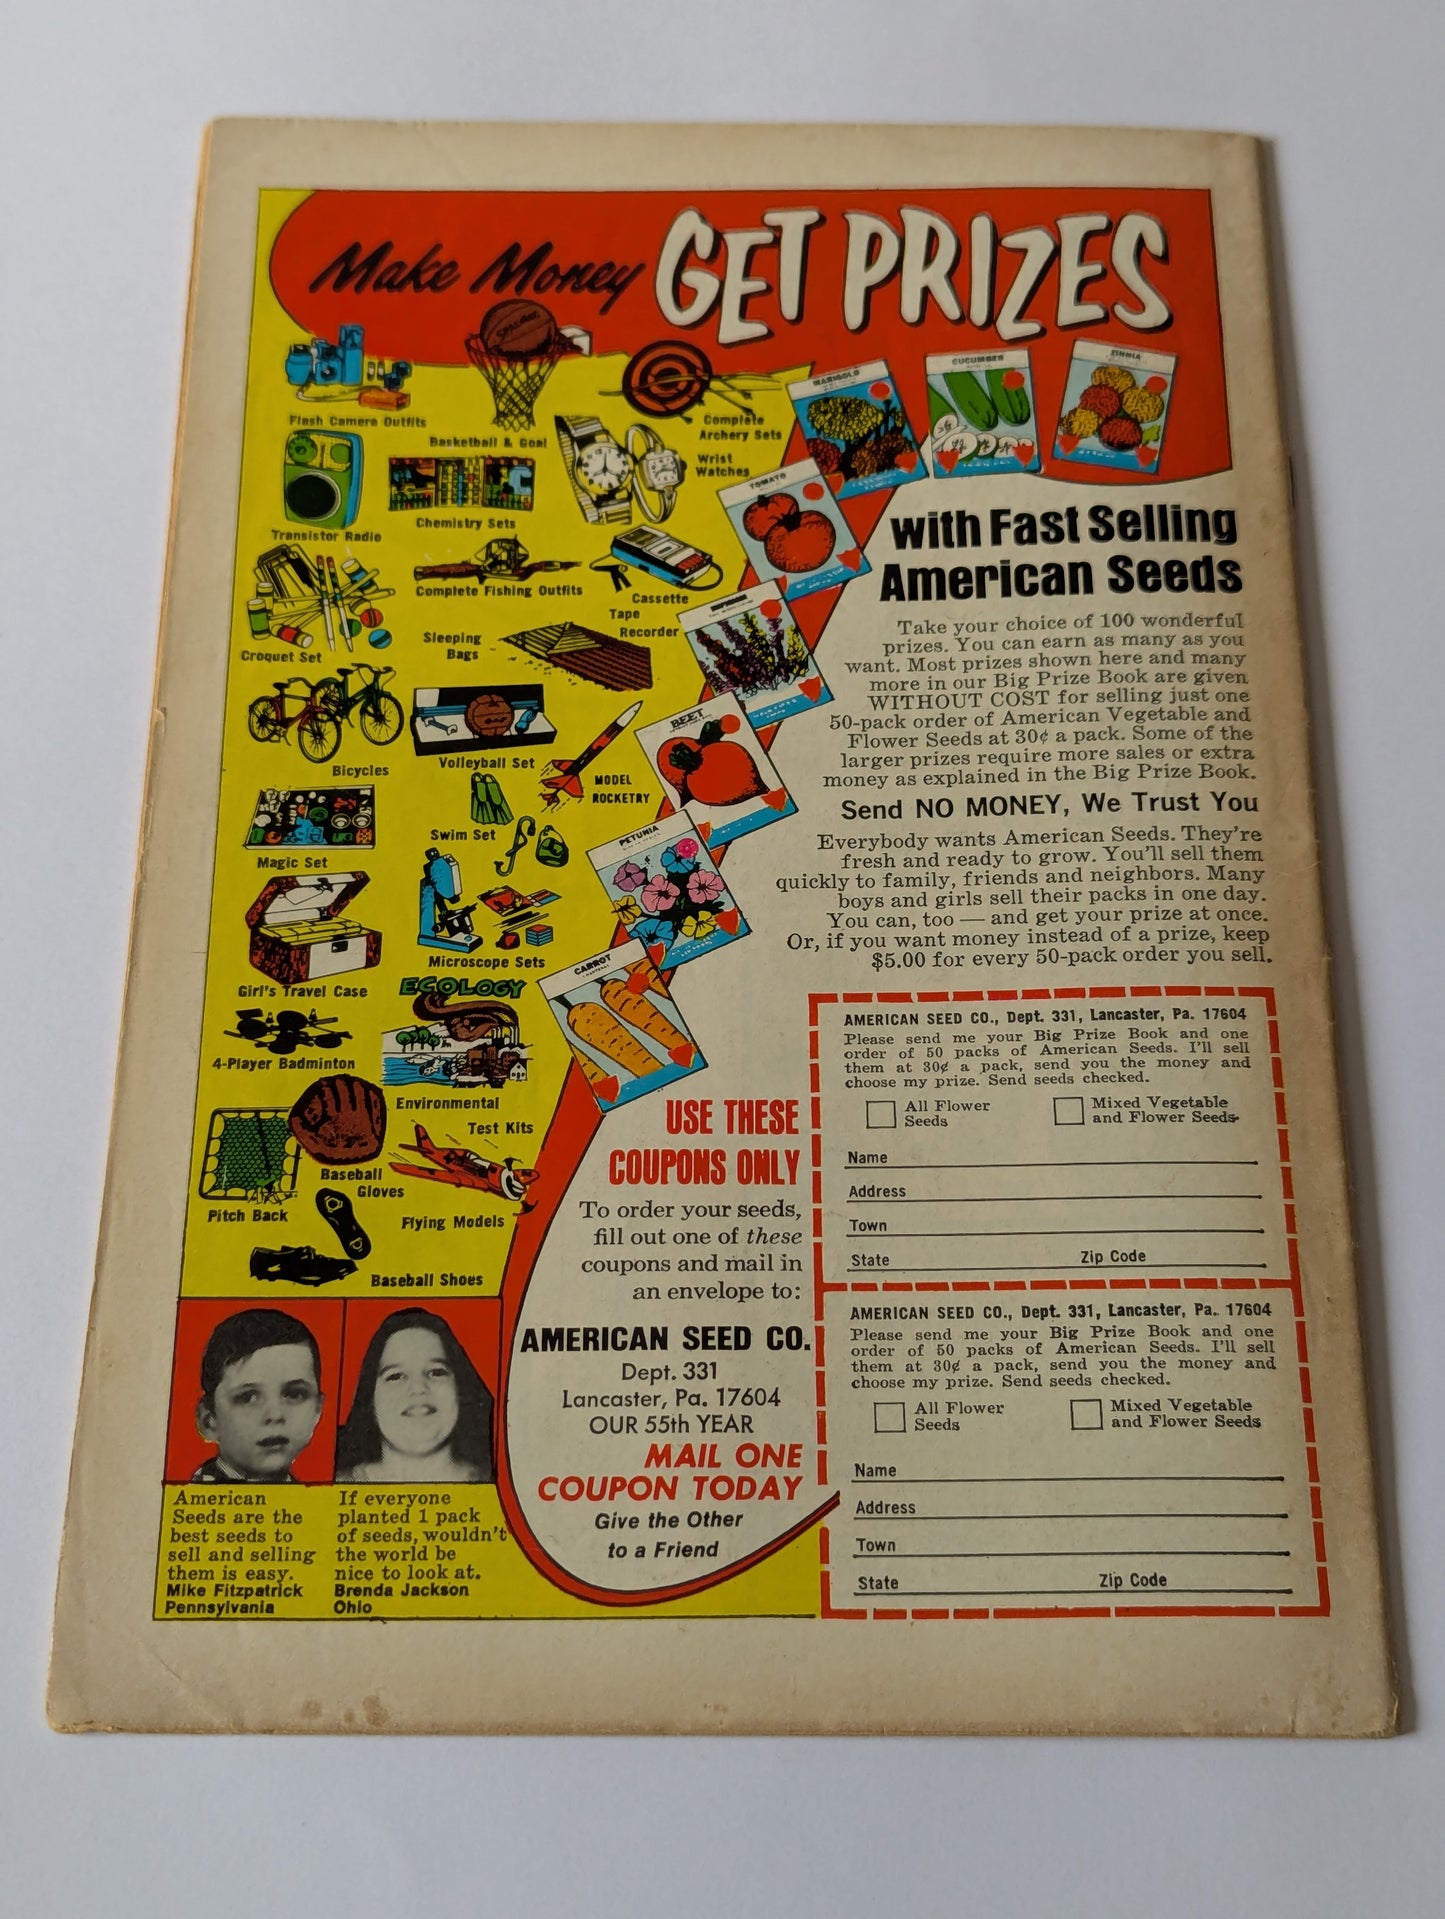 Make Money GET PRIZES
Flash Camera Outfits
Basketball & Goal
Complete
Archery Sets
Wrist
Watches
Transistor Radio
Chemistry Sets
Complete Fishing Outfits
Cassette
Tape
Recorder
Croquet Set
Sleeping
Bags
Bicycles
Volleyball Set
MODEL
ROCKETRY
Swim Set
Magic Set
Microscope Sets
Girl's Travel Case
ECOLOGY
4-Player Badminton
Environmental
Test Kits
Baseball
Gloves
Pitch Back
Flying Models
Baseball Shoes
MARIGOLD
CUCUMBER
ZINNIA
TOMATO
BEET
PETUNIA
CARROT
with Fast Selling
American Seeds
Take your choice of 100 wonderful
prizes. You can earn as many as you
want. Most prizes shown here and many
more in our Big Prize Book are given
WITHOUT COST for selling just one
50-pack order of American Vegetable and
Flower Seeds at 30¢ a pack. Some of the
larger prizes require more sales or extra
money as explained in the Big Prize Book.
Send NO MONEY, We Trust You
Everybody wants American Seeds. They're
fresh and ready to grow. You'll sell them
quickly to family, friends and neighbors. Many
boys and girls sell their packs in one day.
You can, too — and get your prize at once.
Or, if you want money instead of a prize, keep
$5.00 for every 50-pack order you sell.
USE THESE
COUPONS ONLY
To order your seeds,
fill out one of these
coupons and mail in
an envelope to:
AMERICAN SEED CO.
Dept. 331
Lancaster, Pa. 17604
OUR 55th YEAR
MAIL ONE
COUPON TODAY
Give the Other
to a Friend
AMERICAN SEED CO., Dept. 331, Lancaster, Pa. 17604
Please send me your Big Prize Book and one
order of 50 packs of American Seeds. I'll sell
them at 30¢ a pack, send you the money and
choose my prize. Send seeds checked.
All Flower
Seeds
Mixed Vegetable
and Flower Seeds
Name
Address
Town
State Zip Code
AMERICAN SEED CO., Dept. 331, Lancaster, Pa. 17604
Please send me your Big Prize Book and one
order of 50 packs of American Seeds. I'll sell
them at 30¢ a pack, send you the money and
choose my prize. Send seeds checked.
All Flower
Seeds
Mixed Vegetable
and Flower Seeds
Name
Address
Town
State Zip Code
American
Seeds are the
best seeds to
sell and selling
them is easy.
Mike Fitzpatrick
Pennsylvania
If everyone
planted 1 pack
of seeds, wouldn't
the world be
nice to look at.
Brenda Jackson
Ohio